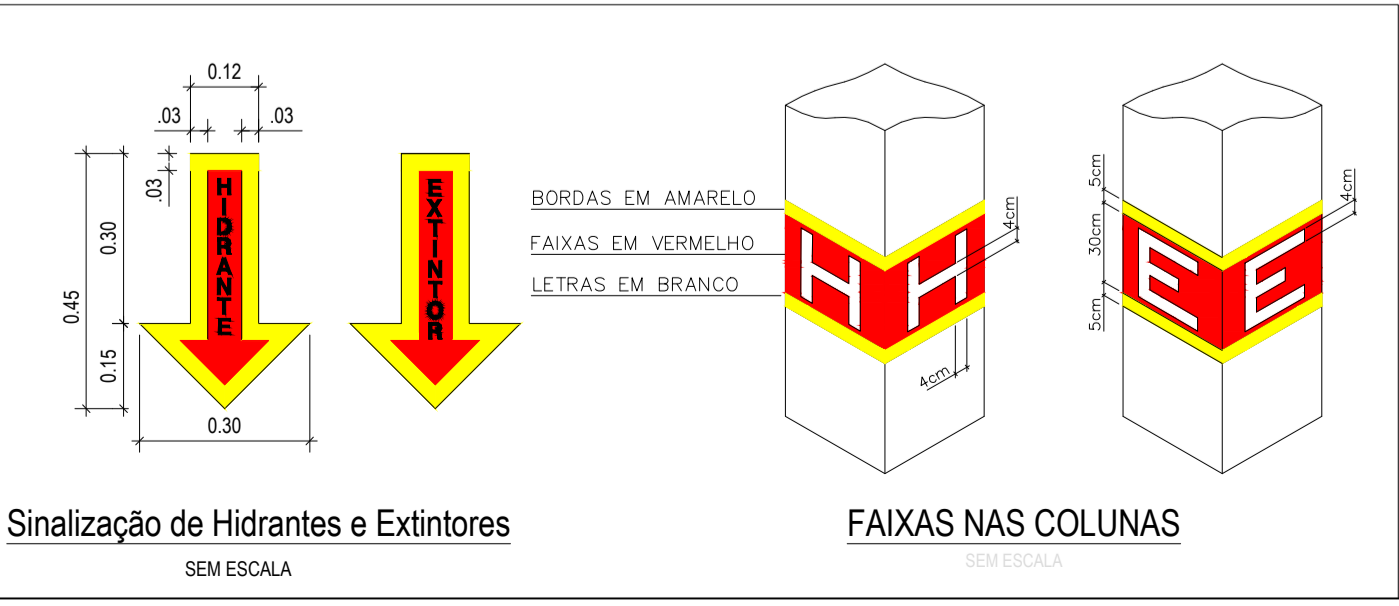 0.12
.03
.03
.03
0.30
0.45
0.15
0.30
HIDRANTE
EXTINTOR
BORDAS EM AMARELO
FAIXAS EM VERMELHO
LETRAS EM BRANCO
H H
4cm
4cm
E E
5cm
30cm
5cm
4cm
Sinalização de Hidrantes e Extintores
SEM ESCALA
FAIXAS NAS COLUNAS
SEM ESCALA